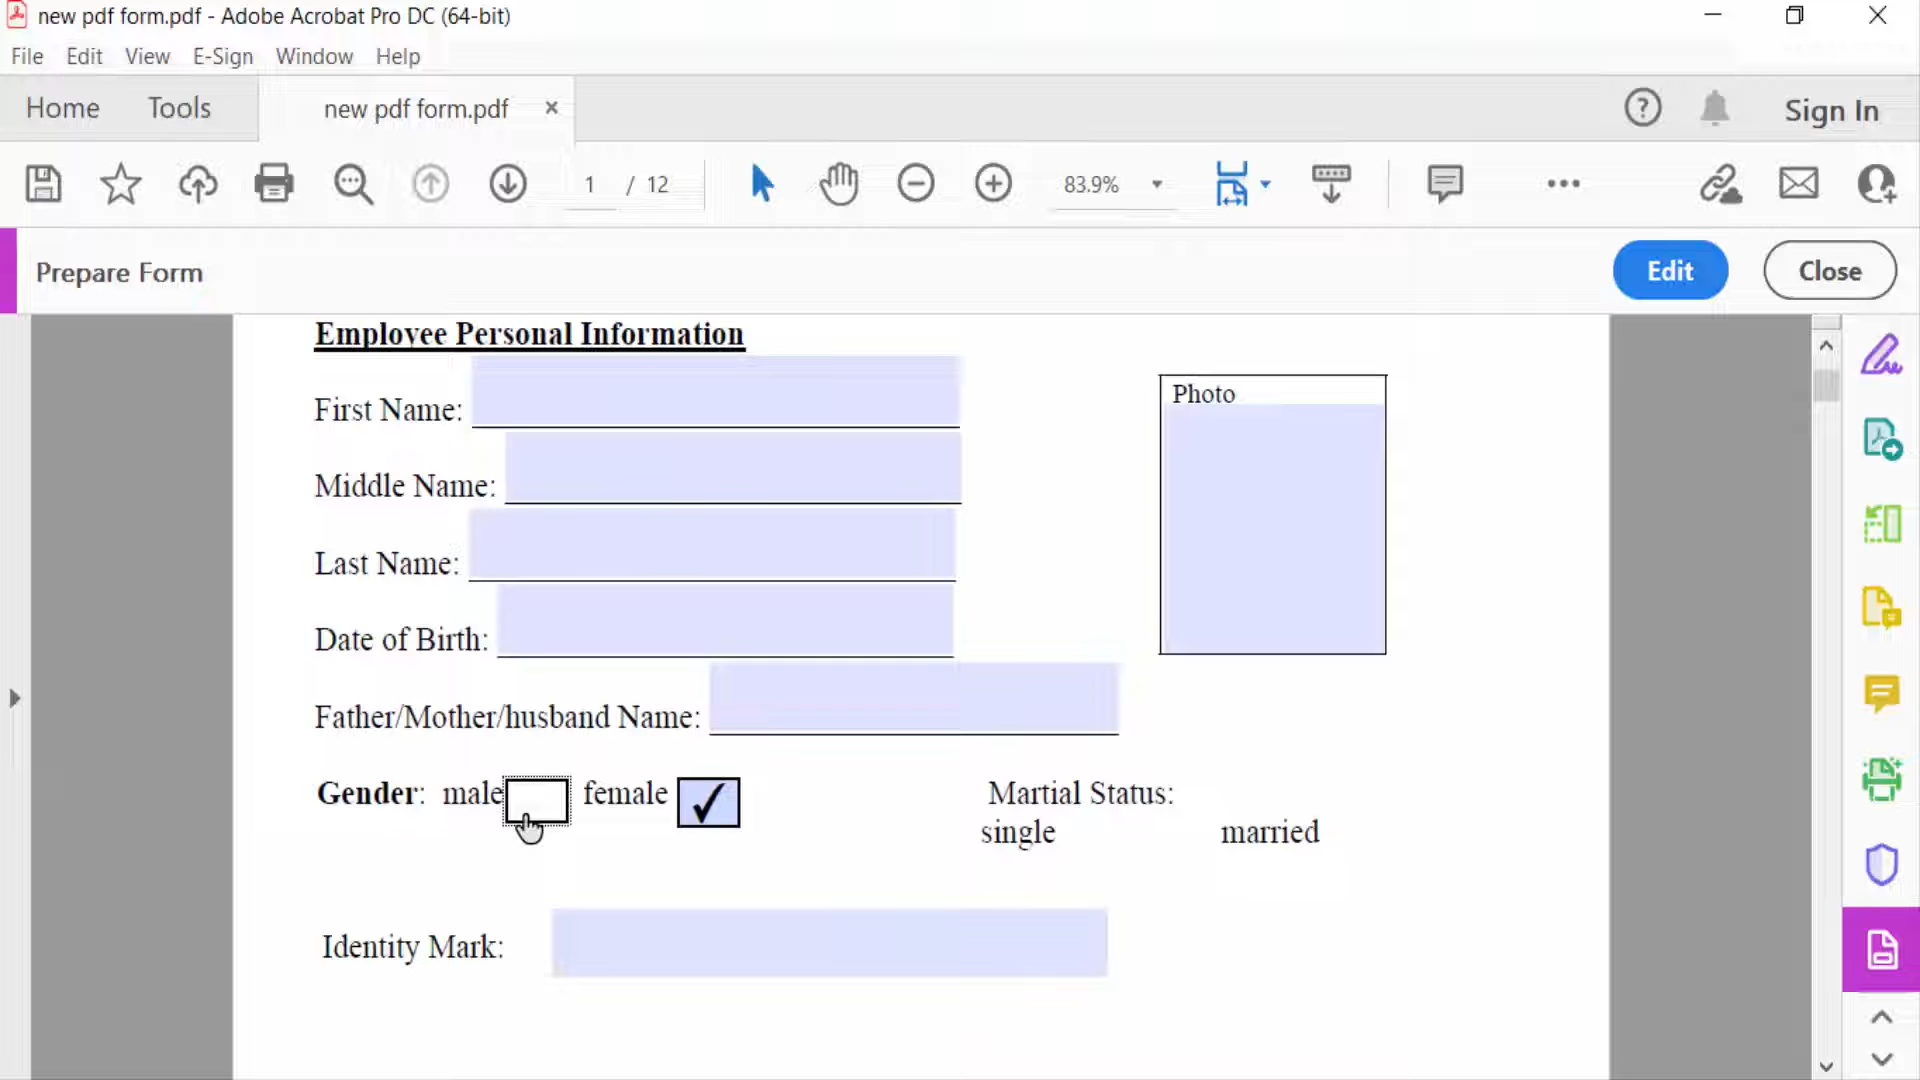 new pdf form.pdf - Adobe Acrobat Pro DC (64-bit)
File Edit View E-Sign Window Help
Home Tools new pdf form.pdf × Sign In
1 / 12 83.9%
Prepare Form Edit Close
Employee Personal Information
First Name:
Photo
Middle Name:
Last Name:
Date of Birth:
Father/Mother/husband Name:
Gender: male female Martial Status:
single married
Identity Mark: